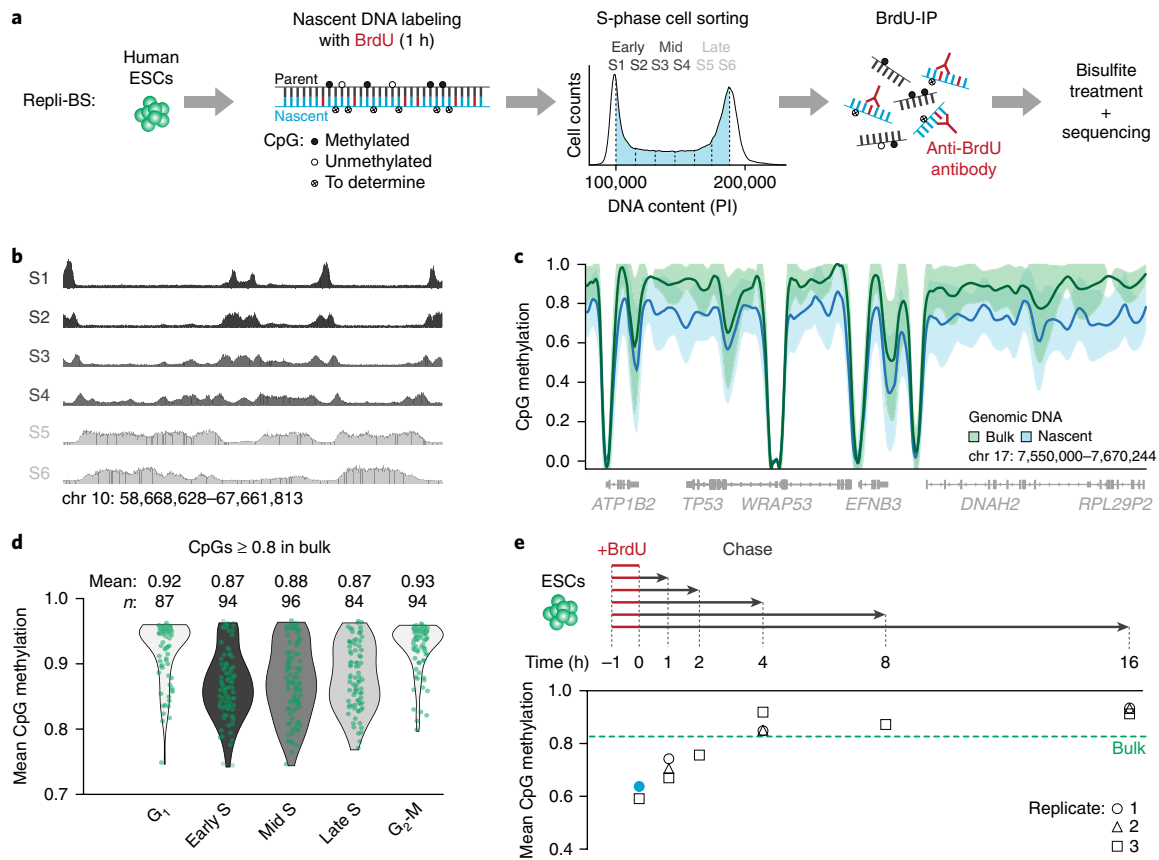 a
Repli-BS:
Human
ESCs
Nascent DNA labeling
with BrdU (1 h)
Parent
Nascent
CpG:
Methylated
Unmethylated
To determine
S-phase cell sorting
Early Mid Late
S1 S2 S3 S4 S5 S6
Cell counts
100,000 200,000
DNA content (PI)
BrdU-IP
Anti-BrdU
antibody
Bisulfite
treatment
+
sequencing
b
S1
S2
S3
S4
S5
S6
chr 10: 58,668,628–67,661,813
c
CpG methylation
1.0
0.8
0.6
0.4
0.2
0.0
Genomic DNA
Bulk Nascent
chr 17: 7,550,000–7,670,244
ATP1B2 TP53 WRAP53 EFNB3 DNAH2 RPL29P2
d
CpGs ≥ 0.8 in bulk
Mean: 0.92 0.87 0.88 0.87 0.93
n: 87 94 96 84 94
Mean CpG methylation
1.0
0.9
0.8
0.7
G1 Early S Mid S Late S G2-M
e
+BrdU Chase
ESCs
Time (h) –1 0 1 2 4 8 16
Mean CpG methylation
1.0
0.8
0.6
0.4
Bulk
Replicate: 1
2
3